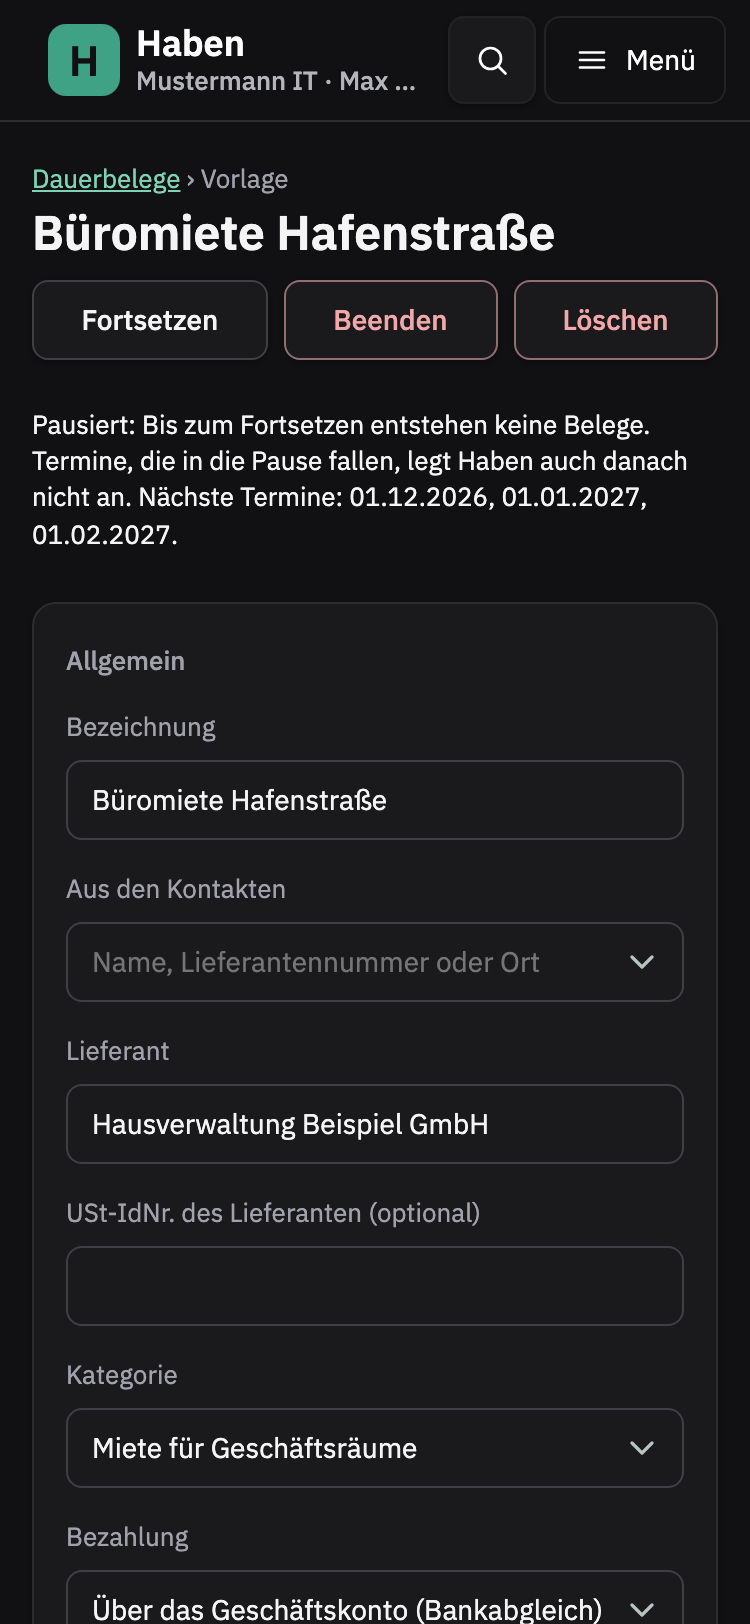 H
Haben
Mustermann IT · Max ...
Menü
Dauerbelege › Vorlage
Büromiete Hafenstraße
Fortsetzen
Beenden
Löschen
Pausiert: Bis zum Fortsetzen entstehen keine Belege.
Termine, die in die Pause fallen, legt Haben auch danach
nicht an. Nächste Termine: 01.12.2026, 01.01.2027,
01.02.2027.
Allgemein
Bezeichnung
Büromiete Hafenstraße
Aus den Kontakten
Name, Lieferantennummer oder Ort
Lieferant
Hausverwaltung Beispiel GmbH
USt-IdNr. des Lieferanten (optional)
Kategorie
Miete für Geschäftsräume
Bezahlung
Über das Geschäftskonto (Bankabgleich)